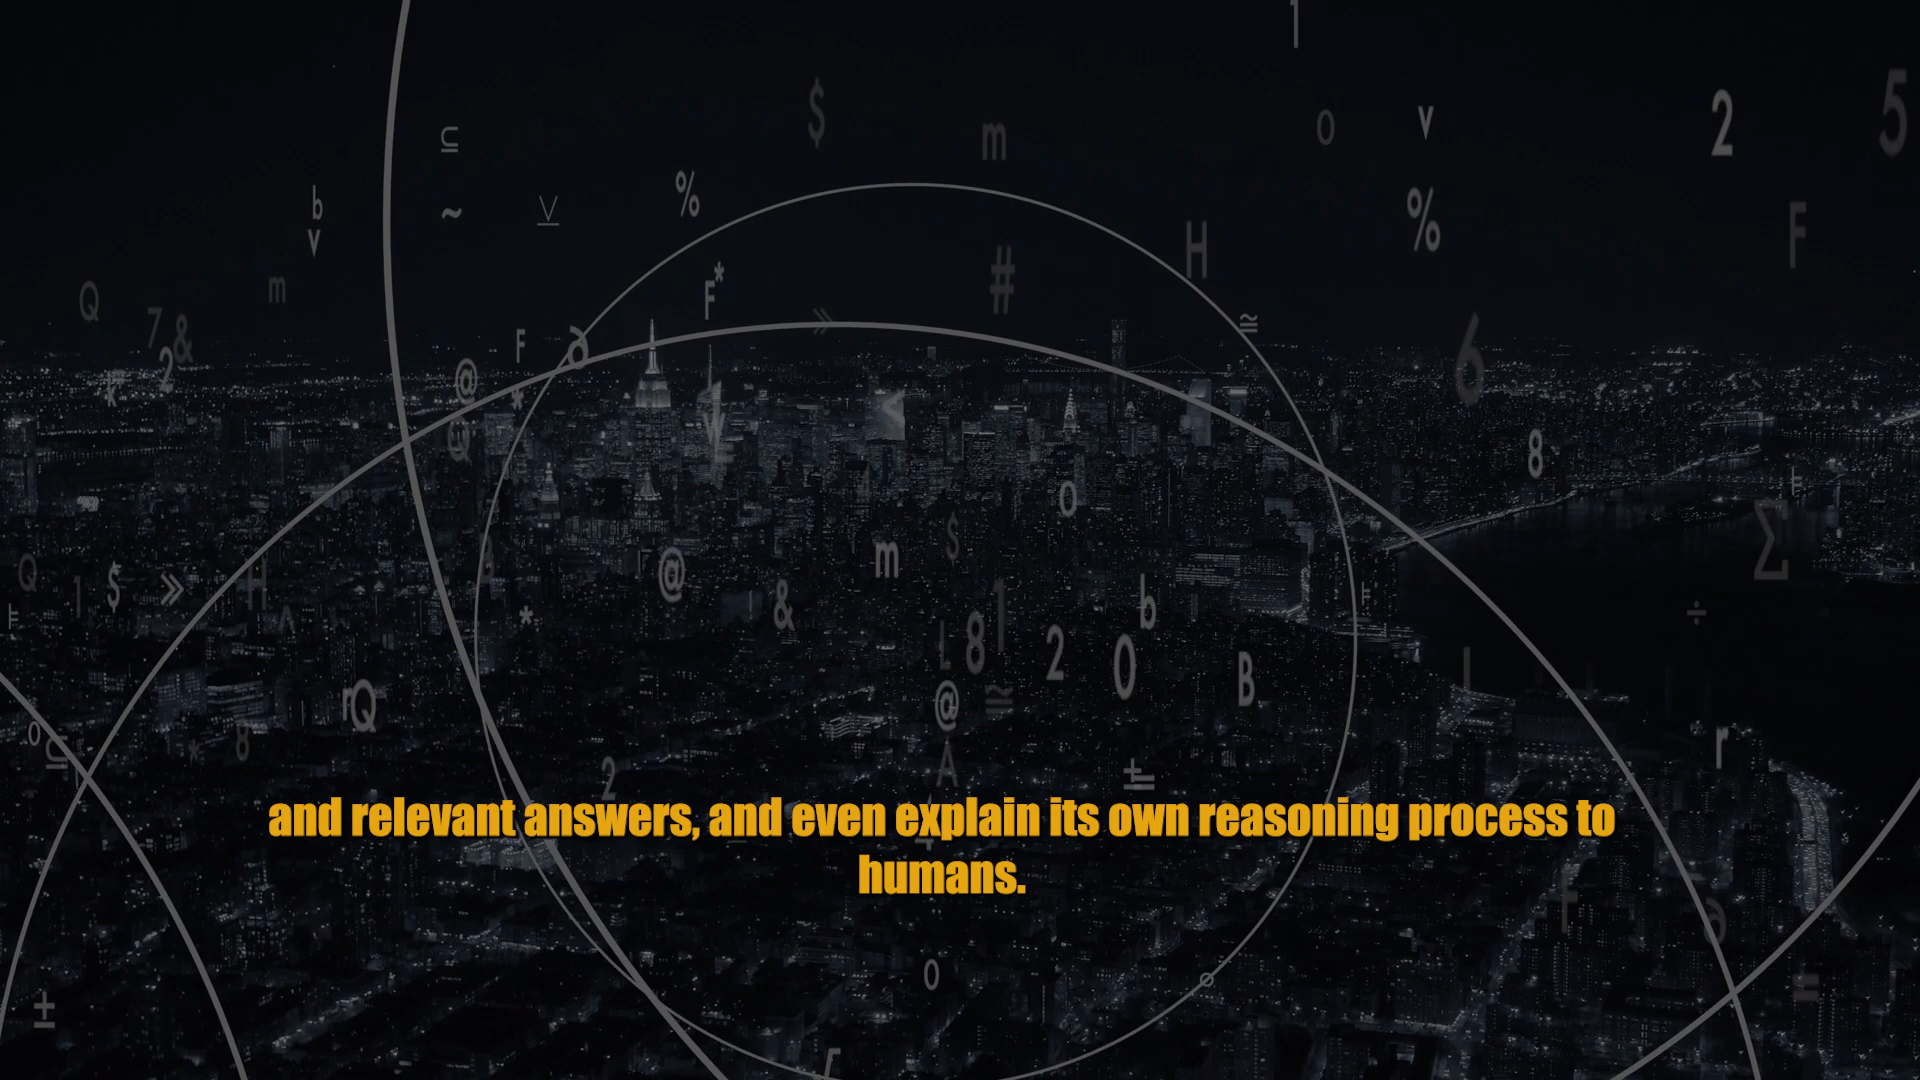 and relevant answers, and even explain its own reasoning process to
humans.